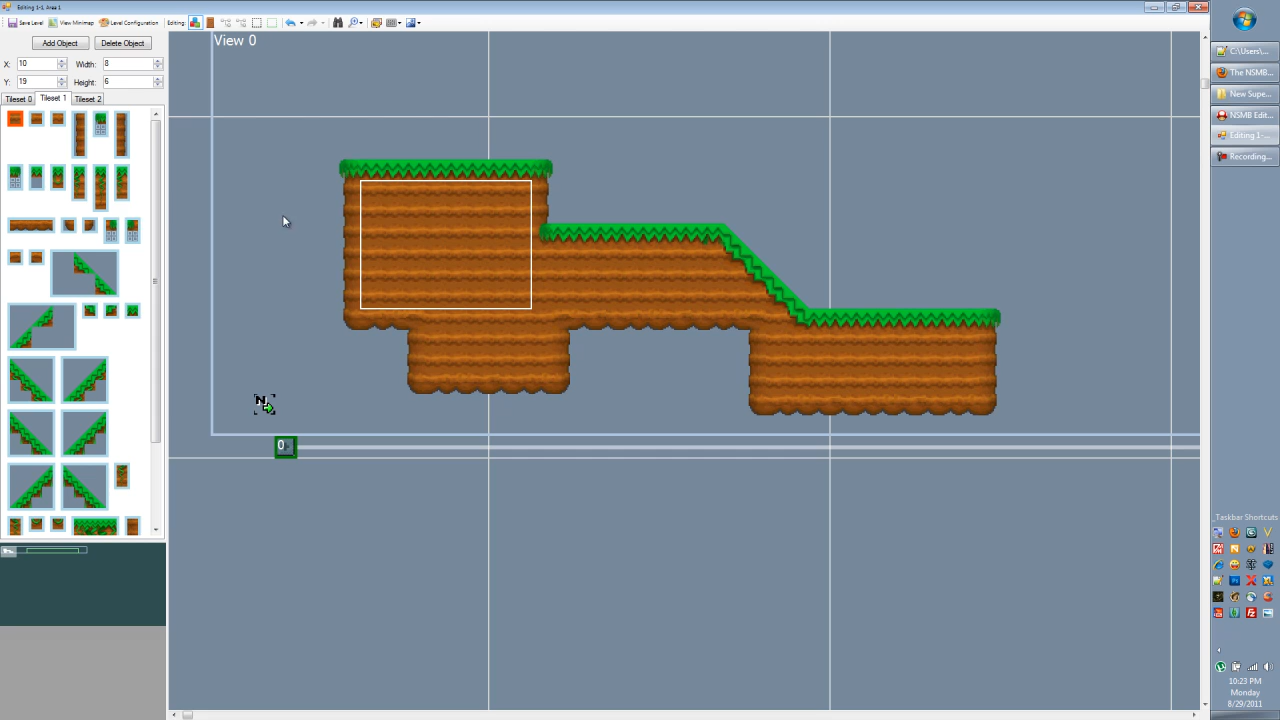 Editing 1-1, Area 1
Save Level
View Minimap
Level Configuration
Editing:
Add Object
Delete Object
X: 10
Width: 8
Y: 19
Height: 6
Tileset 0
Tileset 1
Tileset 2
View 0
N
0
C:\Users\...
The NSMB...
New Supe...
NSMB Edit...
Editing 1-...
Recording...
_Taskbar Shortcuts
10:23 PM
Monday
8/29/2011